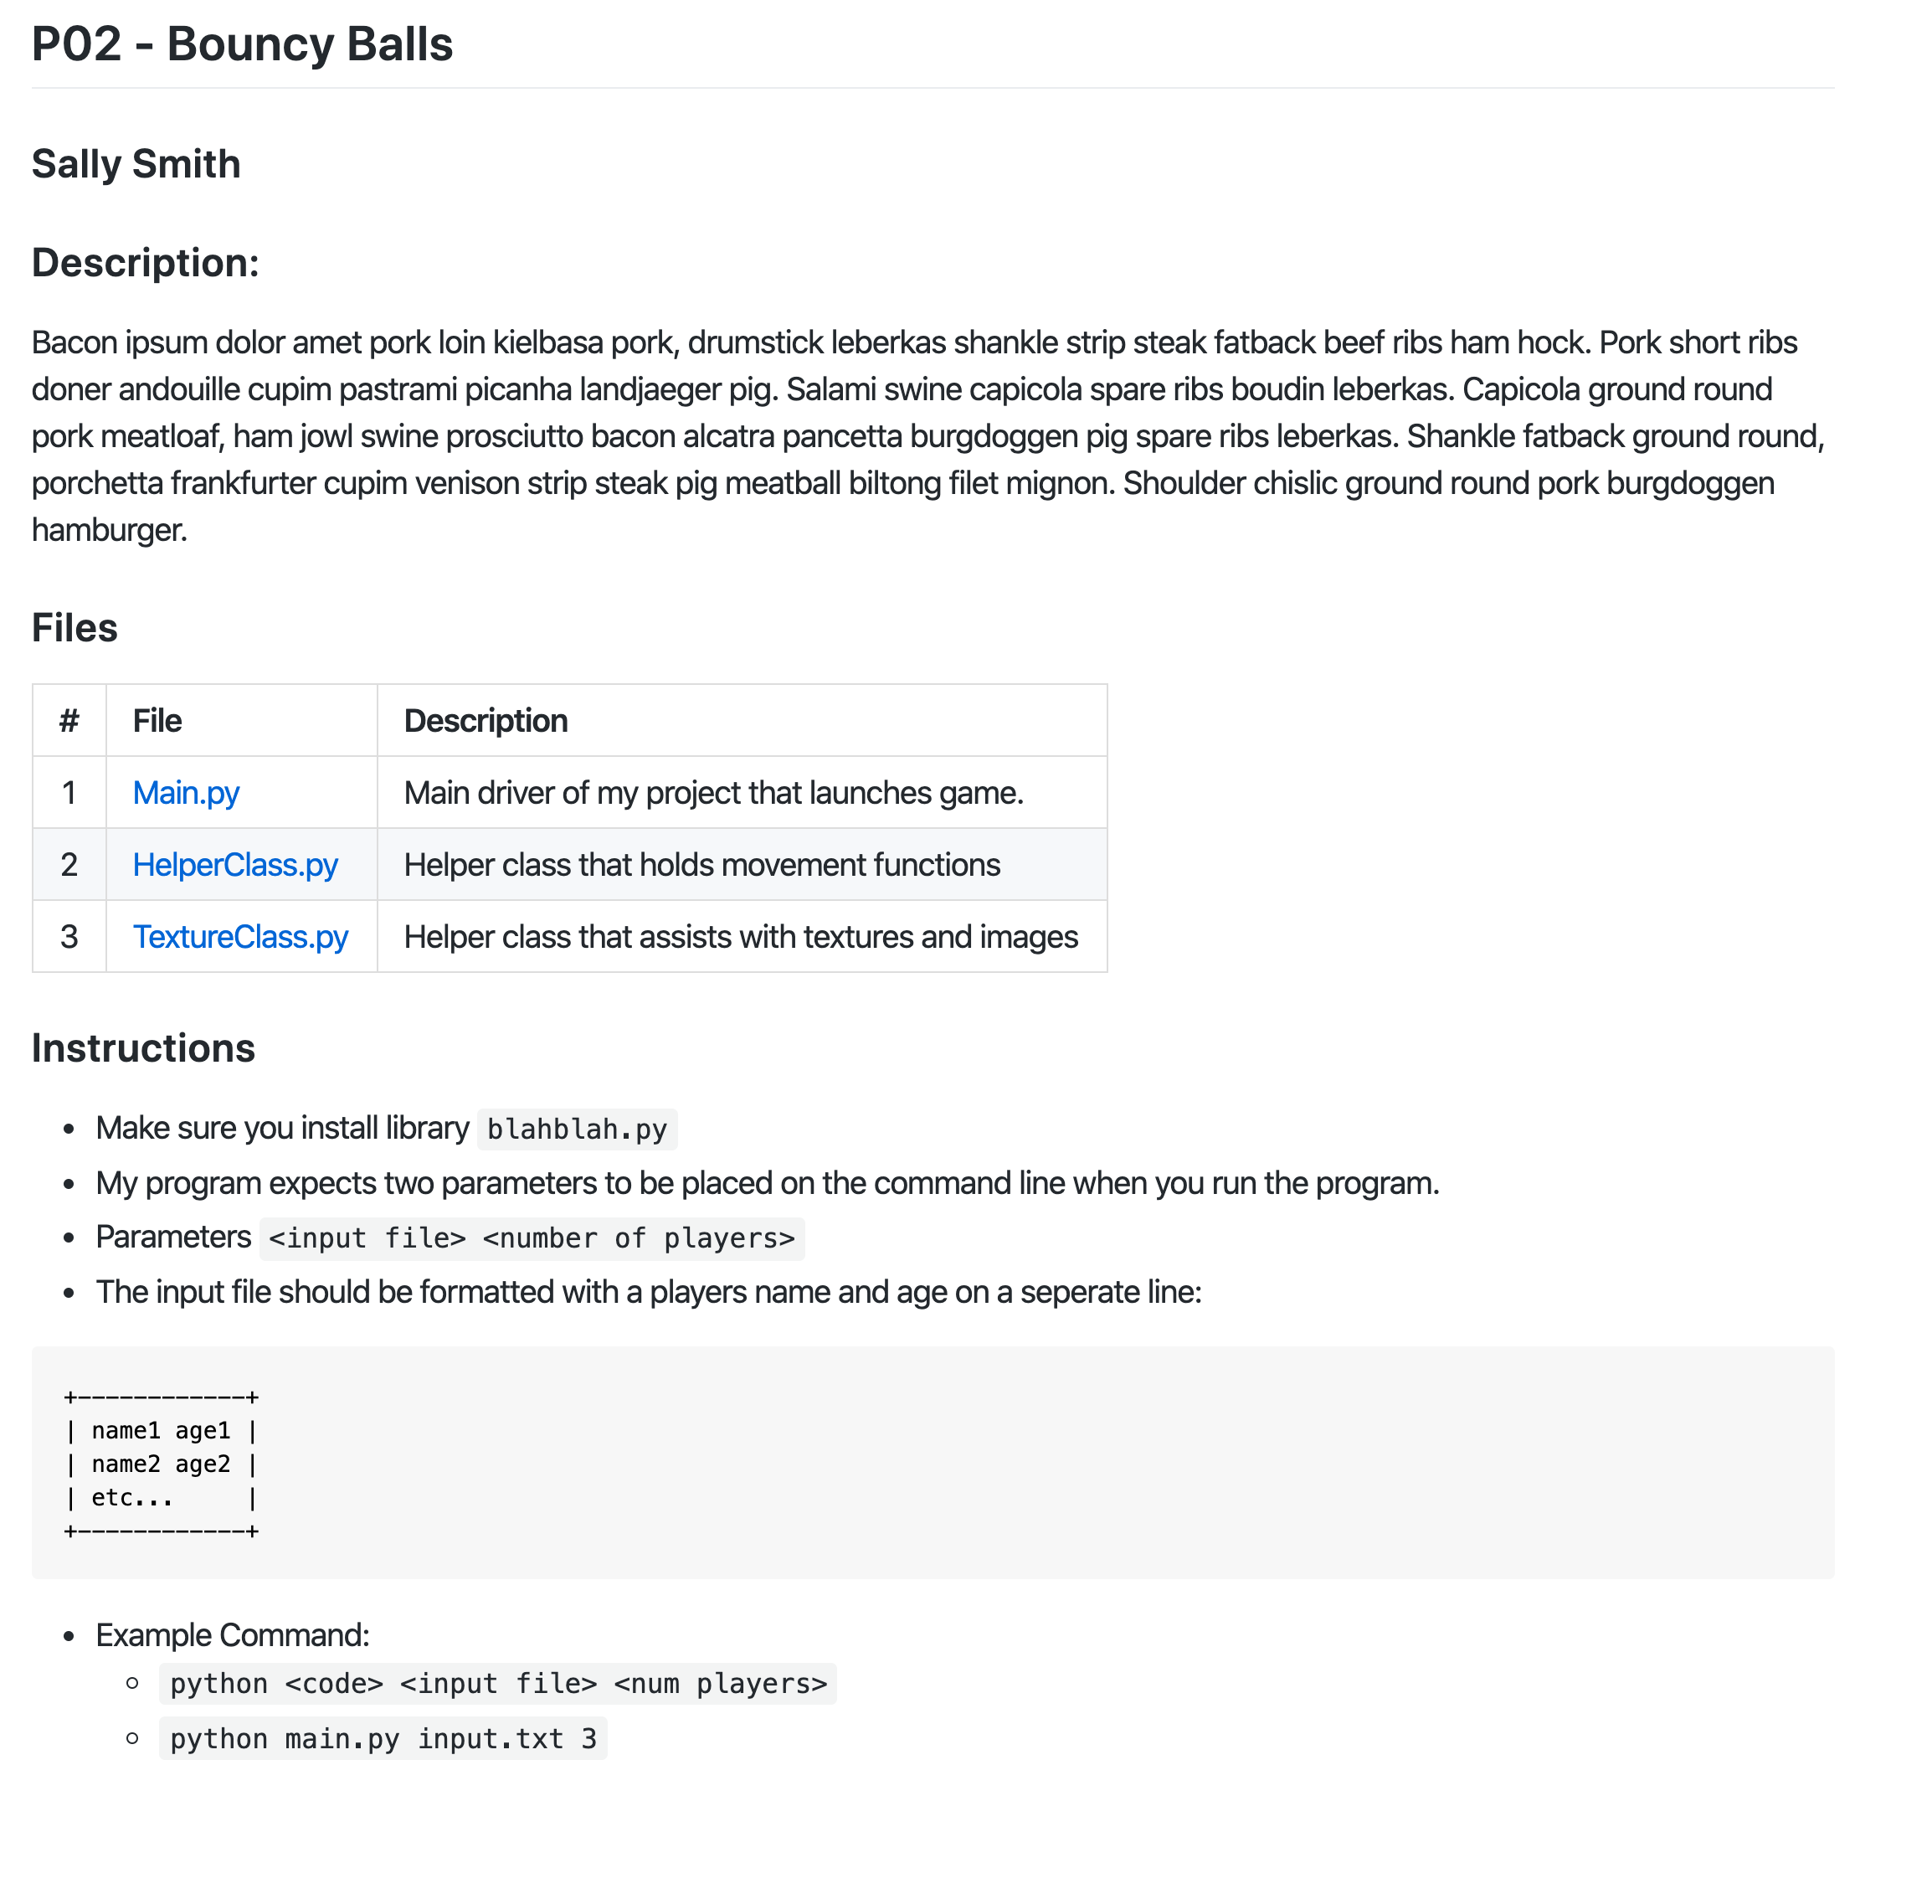 P02 - Bouncy Balls
Sally Smith
Description:
Bacon ipsum dolor amet pork loin kielbasa pork, drumstick leberkas shankle strip steak fatback beef ribs ham hock. Pork short ribs
doner andouille cupim pastrami picanha landjaeger pig. Salami swine capicola spare ribs boudin leberkas. Capicola ground round
pork meatloaf, ham jowl swine prosciutto bacon alcatra pancetta burgdoggen pig spare ribs leberkas. Shankle fatback ground round,
porchetta frankfurter cupim venison strip steak pig meatball biltong filet mignon. Shoulder chislic ground round pork burgdoggen
hamburger.
Files
# File Description
1 Main.py Main driver of my project that launches game.
2 HelperClass.py Helper class that holds movement functions
3 TextureClass.py Helper class that assists with textures and images
Instructions
• Make sure you install library blahblah.py
• My program expects two parameters to be placed on the command line when you run the program.
• Parameters <input file> <number of players>
• The input file should be formatted with a players name and age on a seperate line:
+------------+
| name1 age1 |
| name2 age2 |
| etc...     |
+------------+
• Example Command:
◦ python <code> <input file> <num players>
◦ python main.py input.txt 3